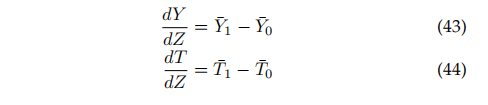 dY/dZ = Ȳ₁ − Ȳ₀ (43)
dT/dZ = T̄₁ − T̄₀ (44)